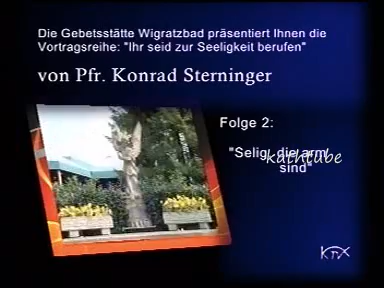 Die Gebetsstätte Wigratzbad präsentiert Ihnen die
Vortragsreihe: "Ihr seid zur Seeligkeit berufen"
von Pfr. Konrad Sterninger
Folge 2:
"Selig, die arm
sind"
kathtube
KTV